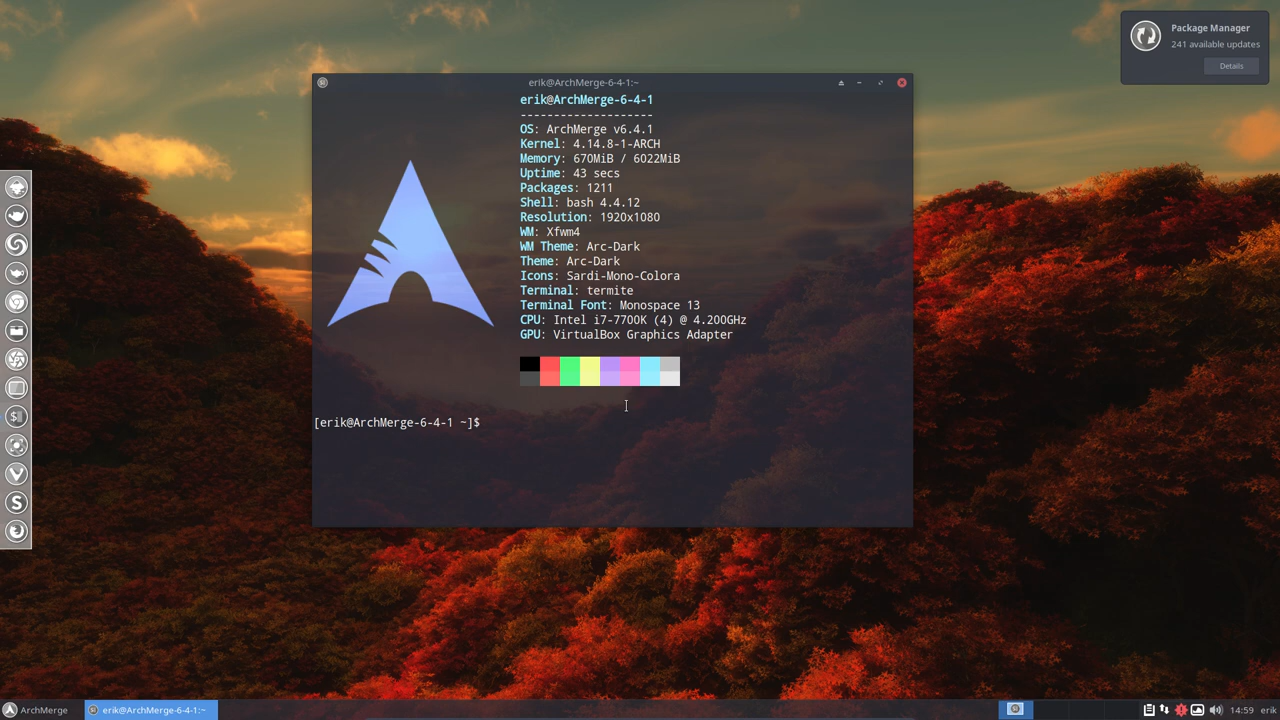 Package Manager
241 available updates
Details
erik@ArchMerge-6-4-1:~
erik@ArchMerge-6-4-1
--------------------
OS: ArchMerge v6.4.1
Kernel: 4.14.8-1-ARCH
Memory: 670MiB / 6022MiB
Uptime: 43 secs
Packages: 1211
Shell: bash 4.4.12
Resolution: 1920x1080
WM: Xfwm4
WM Theme: Arc-Dark
Theme: Arc-Dark
Icons: Sardi-Mono-Colora
Terminal: termite
Terminal Font: Monospace 13
CPU: Intel i7-7700K (4) @ 4.200GHz
GPU: VirtualBox Graphics Adapter
[erik@ArchMerge-6-4-1 ~]$
ArchMerge
erik@ArchMerge-6-4-1:~
14:59
erik